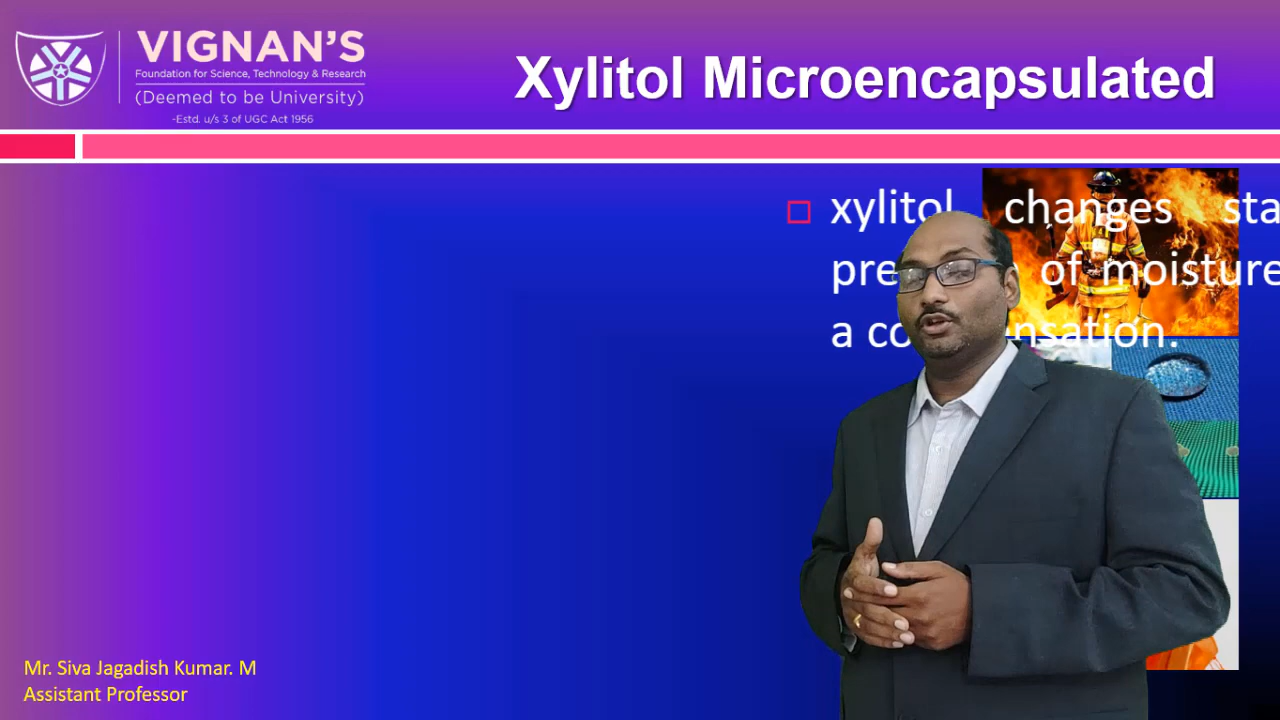 VIGNAN'S
Foundation for Science, Technology & Research
(Deemed to be University)
-Estd. u/s 3 of UGC Act 1956
Xylitol Microencapsulated
xylitol changes
of moisture
a
Mr. Siva Jagadish Kumar. M
Assistant Professor